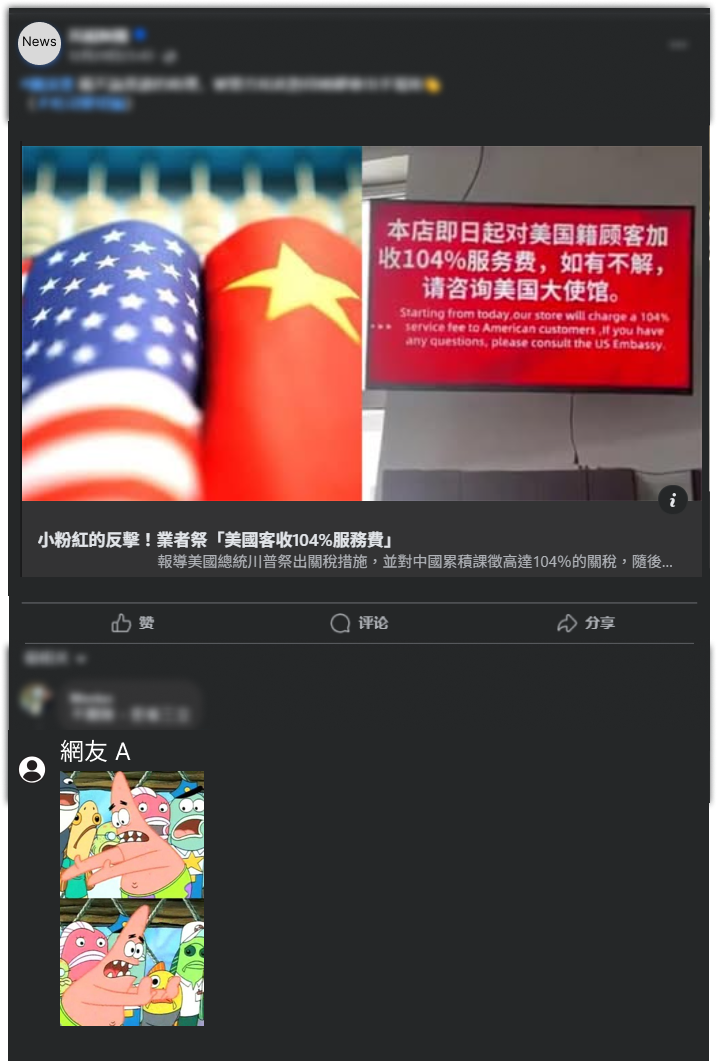 News
本店即日起对美国籍顾客加
收104%服务费，如有不解，
请咨询美国大使馆。
Starting from today,our store will charge a 104%
service fee to American customers ,If you have
any questions, please consult the US Embassy.
小粉紅的反擊！業者祭「美國客收104%服務費」
報導美國總統川普祭出關稅措施，並對中國累積課徵高達104%的關稅，隨後...
赞
评论
分享
網友 A